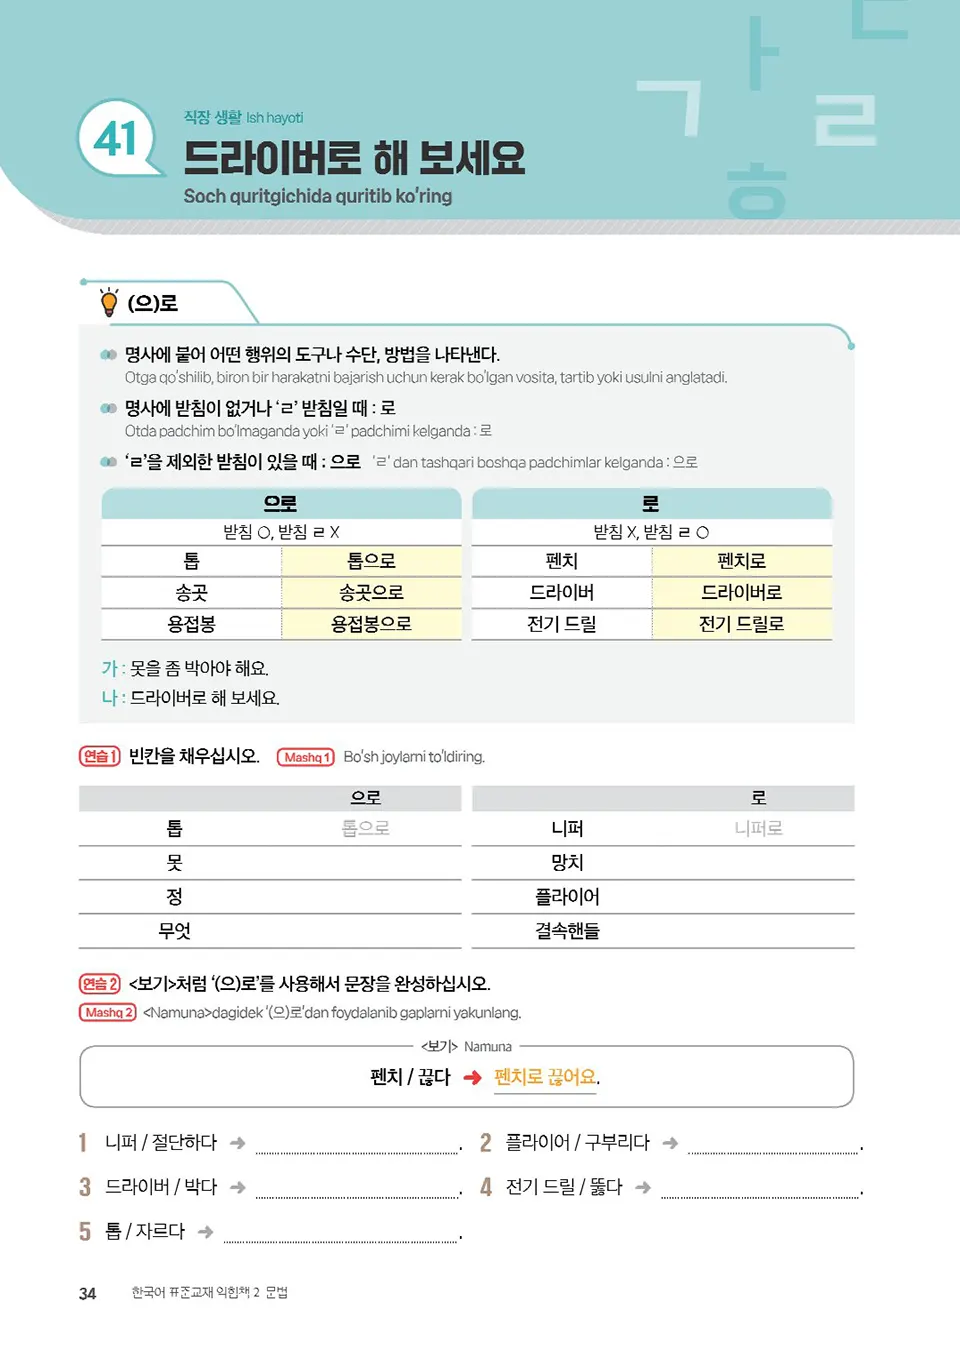 41
직장 생활 Ish hayoti
드라이버로 해 보세요
Soch quritgichida quritib ko'ring
(으)로
명사에 붙어 어떤 행위의 도구나 수단, 방법을 나타낸다.
Otga qo'shilib, biron bir harakatni bajarish uchun kerak bo'lgan vosita, tartib yoki usulni anglatadi.
명사에 받침이 없거나 'ㄹ' 받침일 때 : 로
Otda padchim bo'lmaganda yoki 'ㄹ' padchimi kelganda : 로
'ㄹ'을 제외한 받침이 있을 때 : 으로 'ㄹ' dan tashqari boshqa padchimlar kelganda : 으로
으로 로
받침 O, 받침 ㄹ X 받침 X, 받침 ㄹ O
톱 톱으로 펜치 펜치로
송곳 송곳으로 드라이버 드라이버로
용접봉 용접봉으로 전기 드릴 전기 드릴로
가 : 못을 좀 박아야 해요.
나 : 드라이버로 해 보세요.
연습 1 빈칸을 채우십시오. Mashq 1 Bo'sh joylarni to'ldiring.
으로 로
톱 톱으로 니퍼 니퍼로
못 망치
정 플라이어
무엇 결속핸들
연습 2 <보기>처럼 '(으)로'를 사용해서 문장을 완성하십시오.
Mashq 2 <Namuna>dagidek '(으)로'dan foydalanib gaplarni yakunlang.
<보기> Namuna
펜치 / 끊다 ➜ 펜치로 끊어요.
1 니퍼 / 절단하다 ➜ . 2 플라이어 / 구부리다 ➜ .
3 드라이버 / 박다 ➜ . 4 전기 드릴 / 뚫다 ➜ .
5 톱 / 자르다 ➜ .
34 한국어 표준교재 익힘책 2 문법